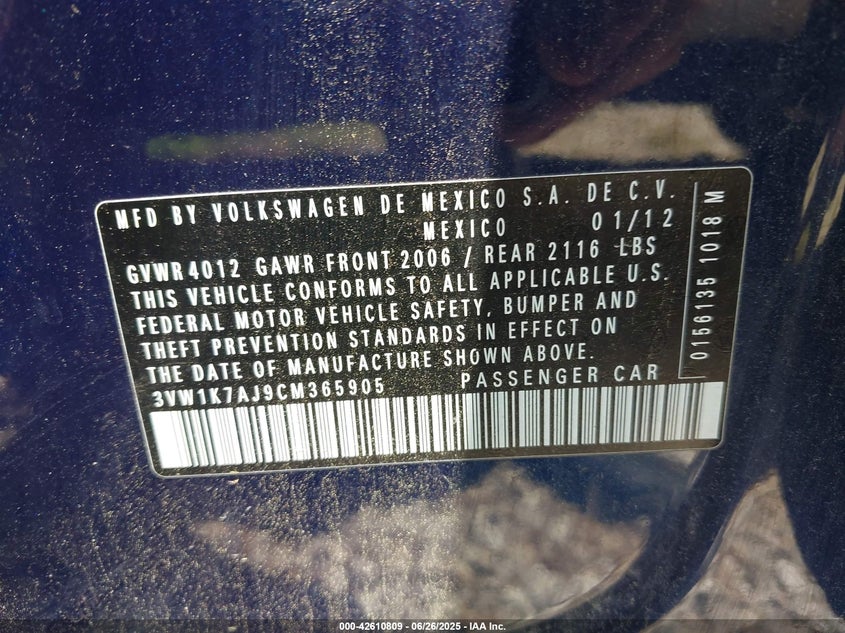 MFD BY VOLKSWAGEN DE MEXICO S.A. DE C.V.
MEXICO 01/12
GVWR4012 GAWR FRONT 2006 / REAR 2116 LBS
THIS VEHICLE CONFORMS TO ALL APPLICABLE U.S.
FEDERAL MOTOR VEHICLE SAFETY, BUMPER AND
THEFT PREVENTION STANDARDS IN EFFECT ON
THE DATE OF MANUFACTURE SHOWN ABOVE.
3VW1K7AJ9CM365905 PASSENGER CAR
0156135 1018 M
000-42610809 - 06/26/2025 - IAA Inc.